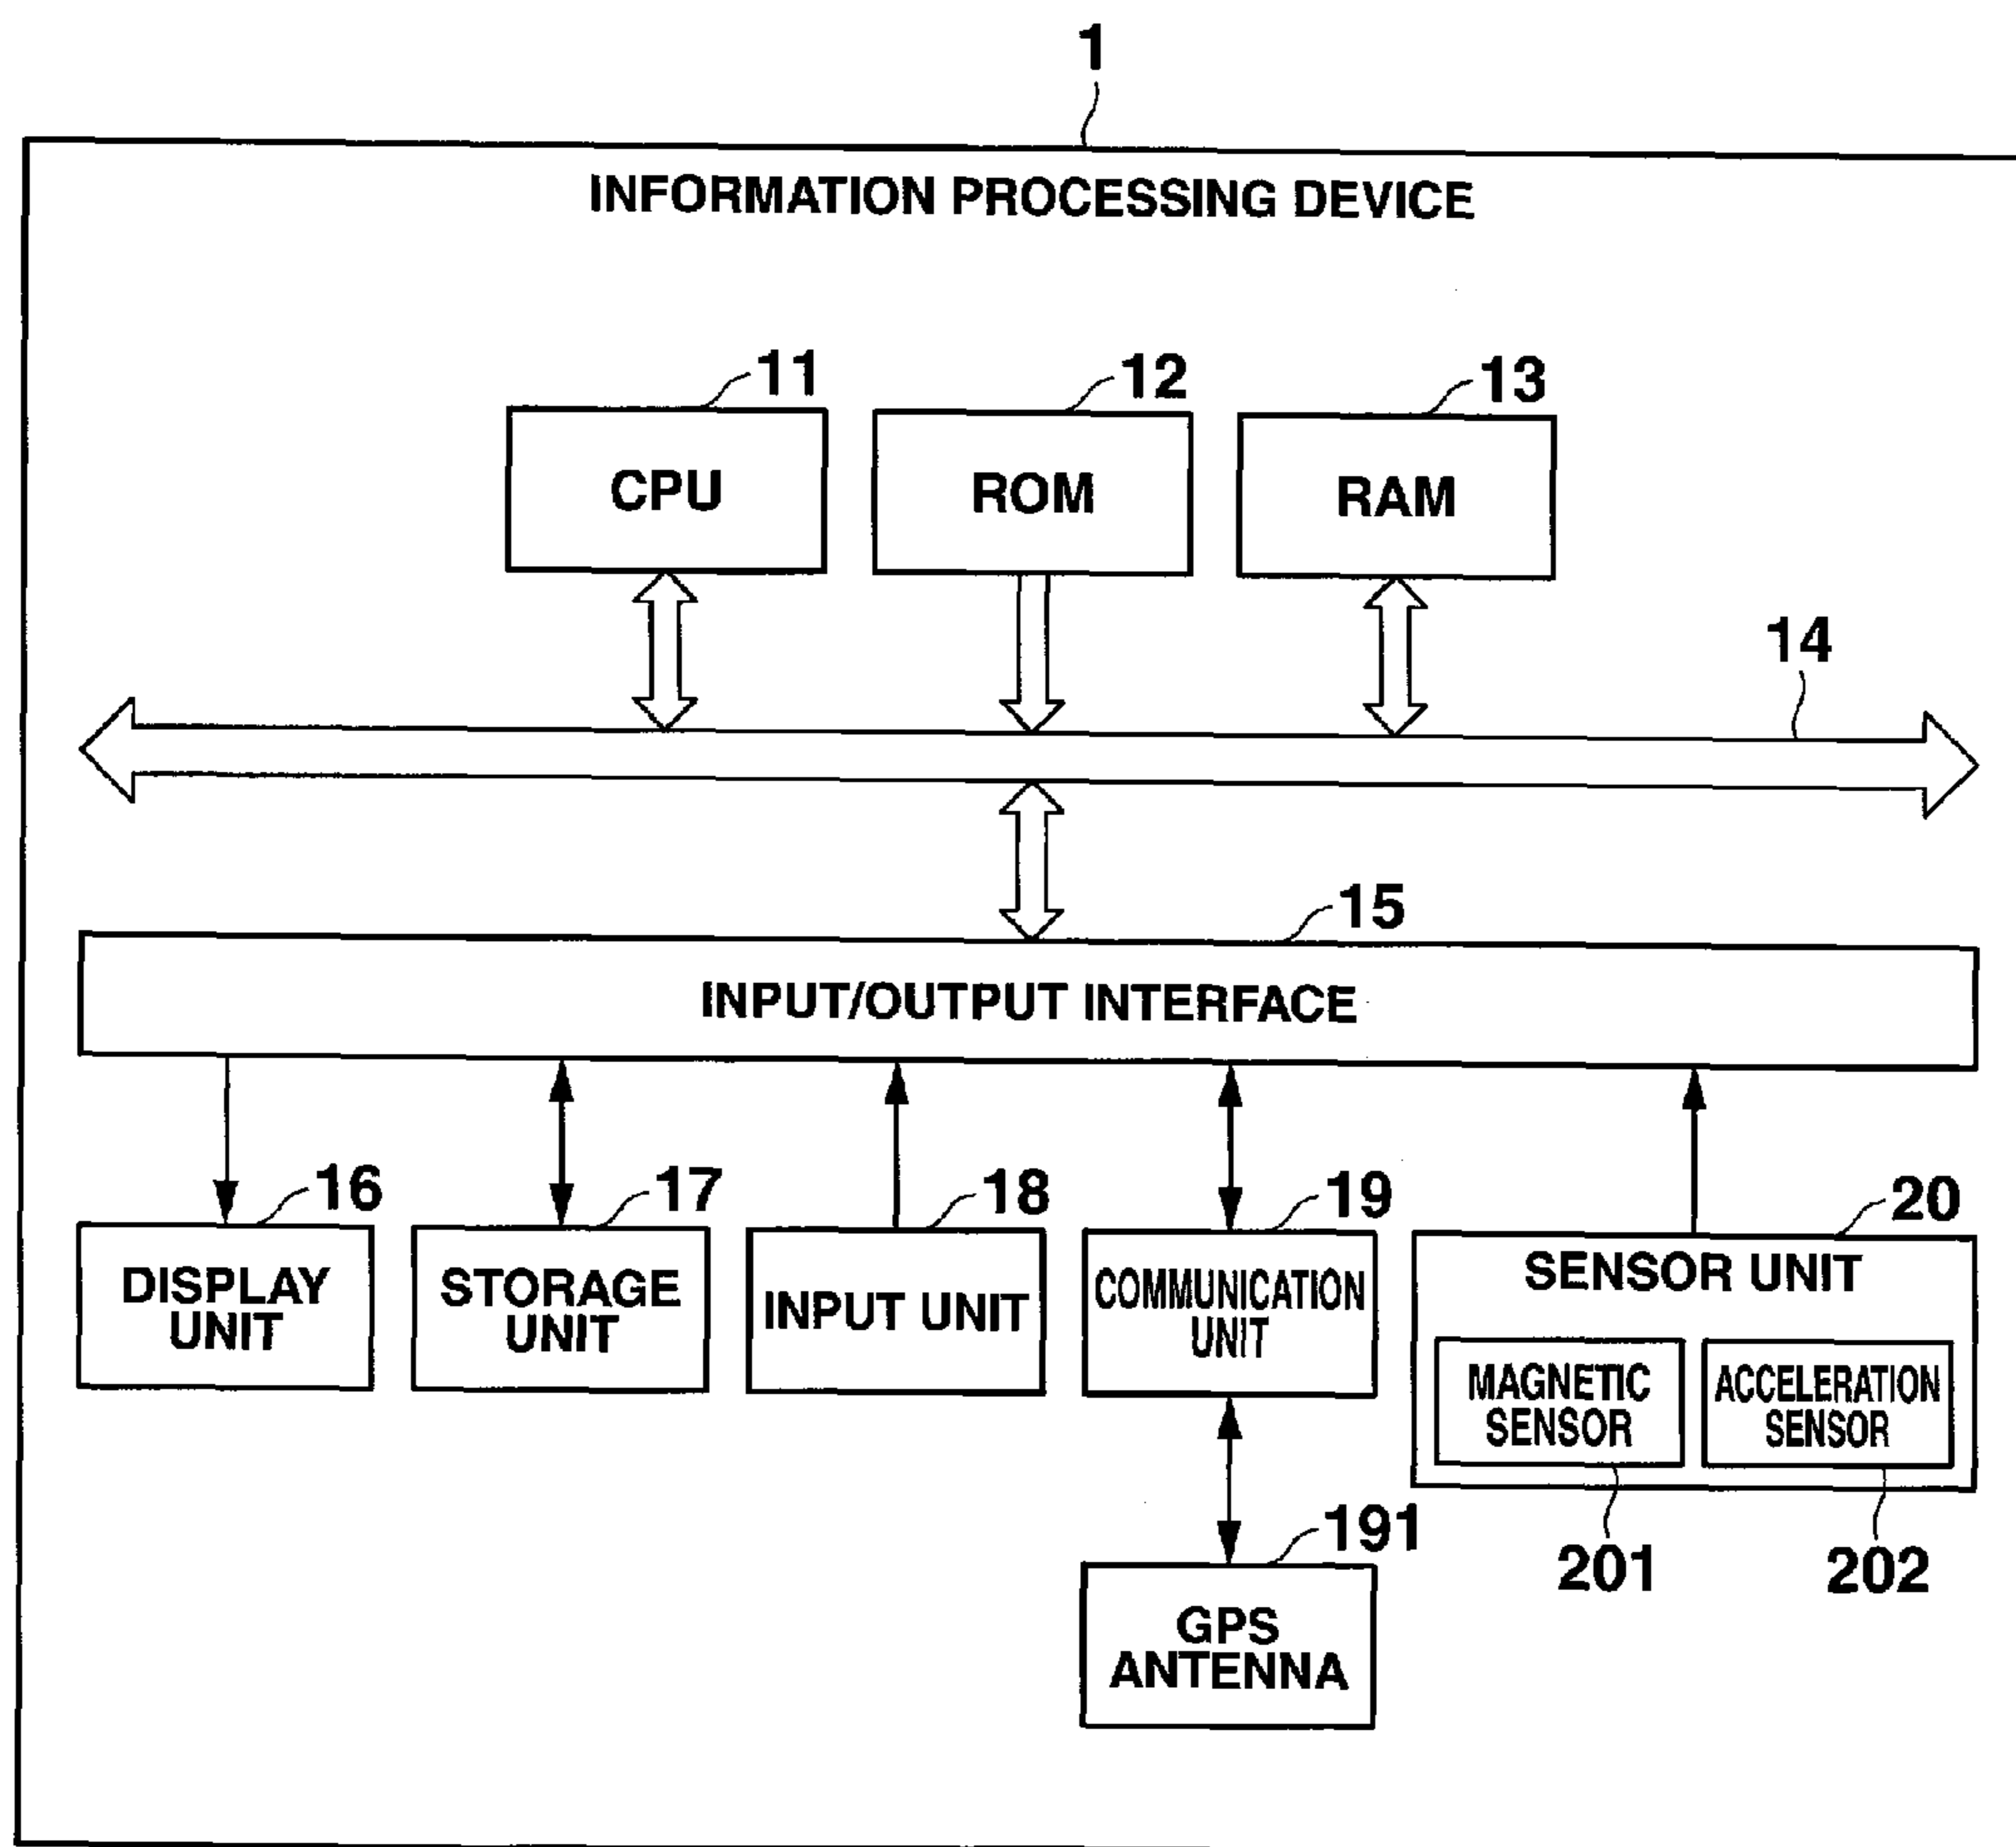 1
INFORMATION PROCESSING DEVICE
11
12
13
CPU
ROM
RAM
14
15
INPUT/OUTPUT INTERFACE
16
17
18
19
20
DISPLAY
UNIT
STORAGE
UNIT
INPUT UNIT
COMMUNICATION
UNIT
SENSOR UNIT
MAGNETIC
SENSOR
ACCELERATION
SENSOR
191
201
202
GPS
ANTENNA